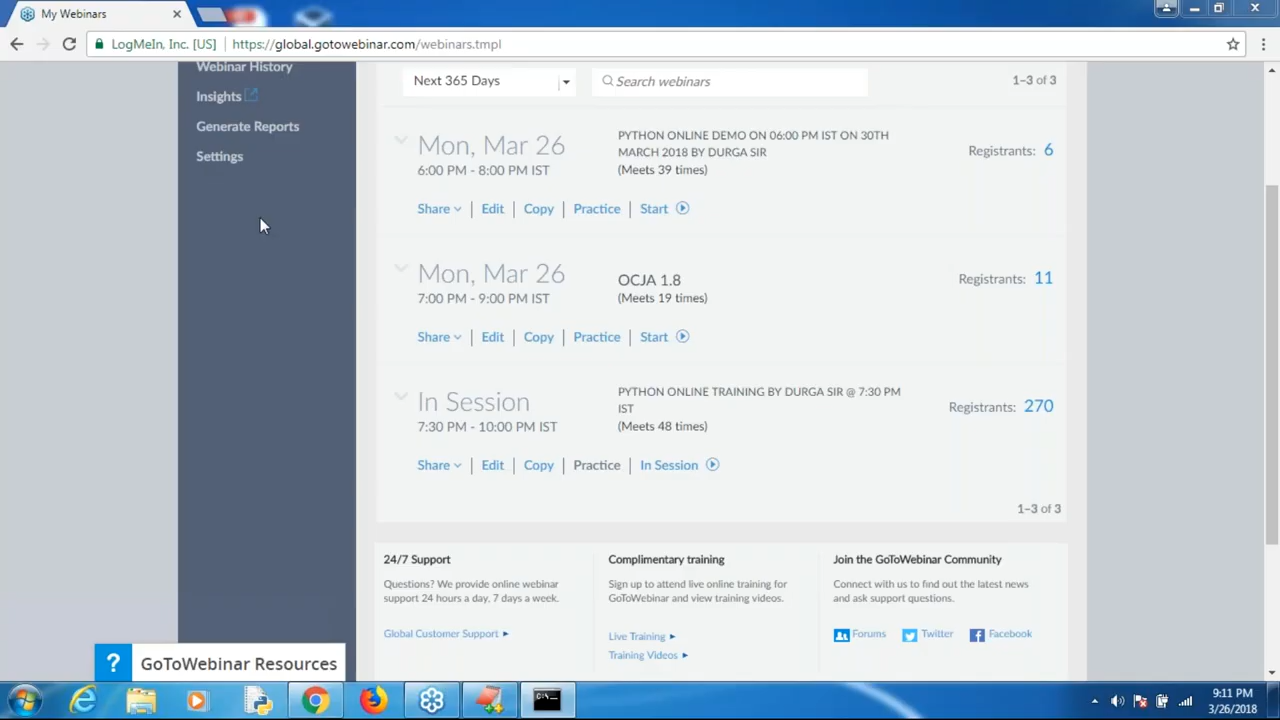 My Webinars
LogMeIn, Inc. [US]
https://global.gotowebinar.com/webinars.tmpl
Webinar History
Insights
Generate Reports
Settings
Next 365 Days
Search webinars
1–3 of 3
Mon, Mar 26
6:00 PM - 8:00 PM IST
PYTHON ONLINE DEMO ON 06:00 PM IST ON 30TH
MARCH 2018 BY DURGA SIR
(Meets 39 times)
Registrants: 6
Share | Edit | Copy | Practice | Start
Mon, Mar 26
7:00 PM - 9:00 PM IST
OCJA 1.8
(Meets 19 times)
Registrants: 11
Share | Edit | Copy | Practice | Start
In Session
7:30 PM - 10:00 PM IST
PYTHON ONLINE TRAINING BY DURGA SIR @ 7:30 PM
IST
(Meets 48 times)
Registrants: 270
Share | Edit | Copy | Practice | In Session
1–3 of 3
24/7 Support
Questions? We provide online webinar
support 24 hours a day, 7 days a week.
Global Customer Support
Complimentary training
Sign up to attend live online training for
GoToWebinar and view training videos.
Live Training
Training Videos
Join the GoToWebinar Community
Connect with us to find out the latest news
and ask support questions.
Forums
Twitter
Facebook
? GoToWebinar Resources
C:\.
9:11 PM
3/26/2018